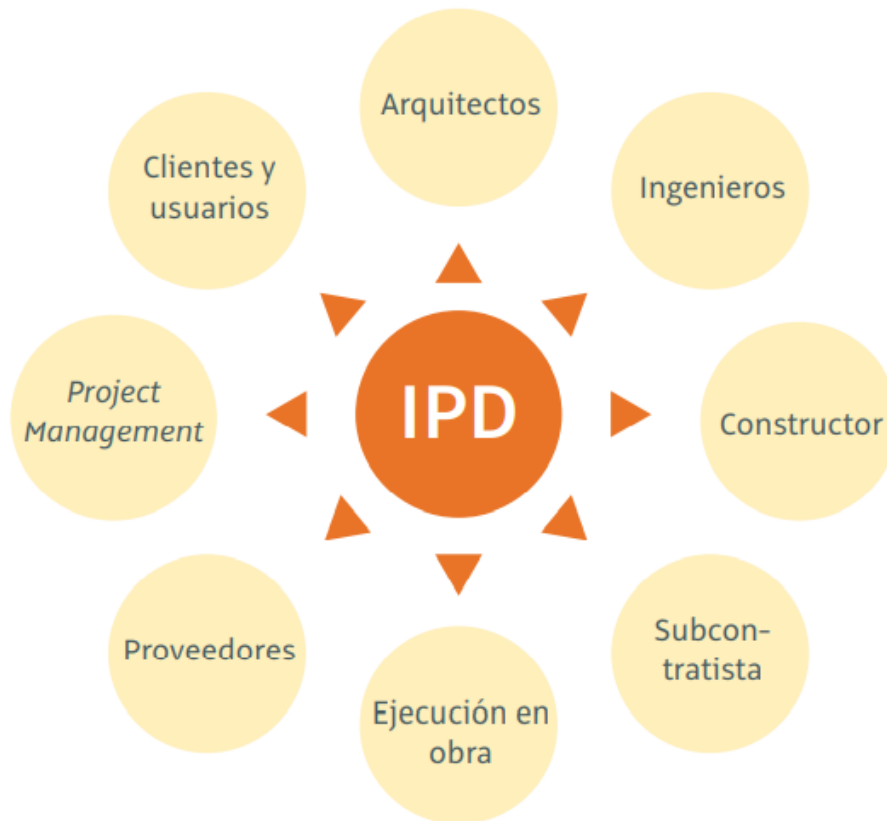 Arquitectos
Clientes y
usuarios
Ingenieros
Project
Management
IPD
Constructor
Proveedores
Subcon-
tratista
Ejecución en
obra